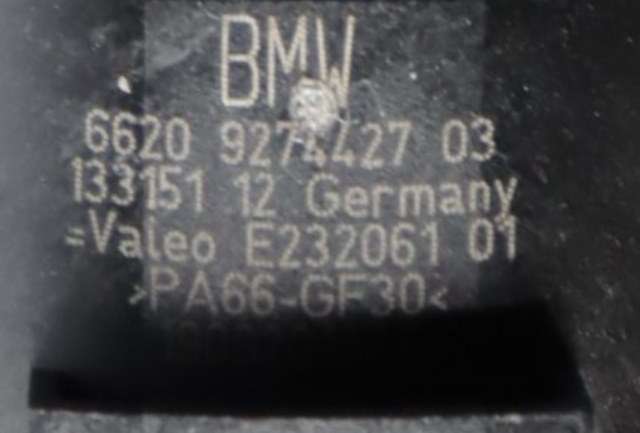 BMW
6620 9274427 03
133151 12 Germany
=Valeo E232061 01
>PA66-GF30<